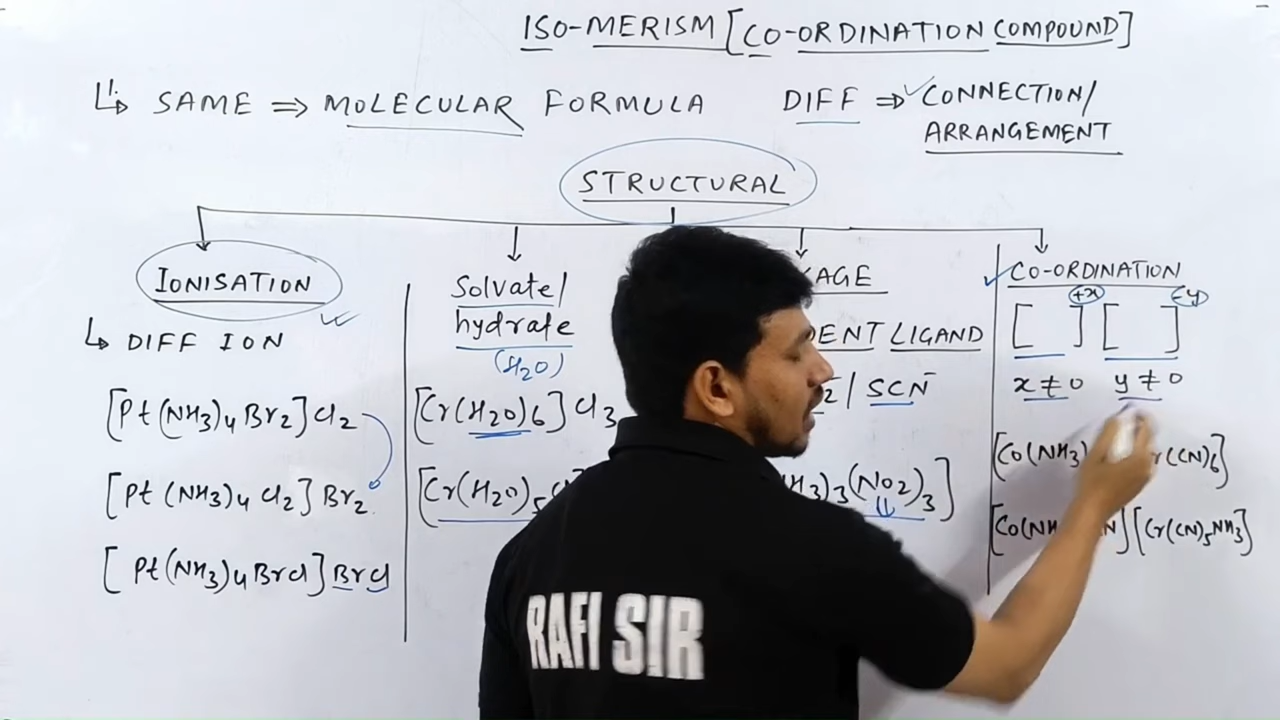 ISO-MERISM [CO-ORDINATION COMPOUND]
SAME ⇒ MOLECULAR FORMULA DIFF ⇒ CONNECTION/
ARRANGEMENT
STRUCTURAL
IONISATION
DIFF ION
[Pt(NH3)4Br2]Cl2
[Pt(NH3)4Cl2]Br2
[Pt(NH3)4BrCl]BrCl
Solvate/
hydrate
(H2O)
[Cr(H2O)6]Cl3
[Cr(H2O)5
KAGE
DENT LIGAND
/ SCN⁻
H3)3(NO2)3]
CO-ORDINATION
[ ]+x [ ]-y
x ≠ 0 y ≠ 0
[Co(NH3) r(CN)6]
[Co(NH N][Cr(CN)5NH3]
RAFI SIR